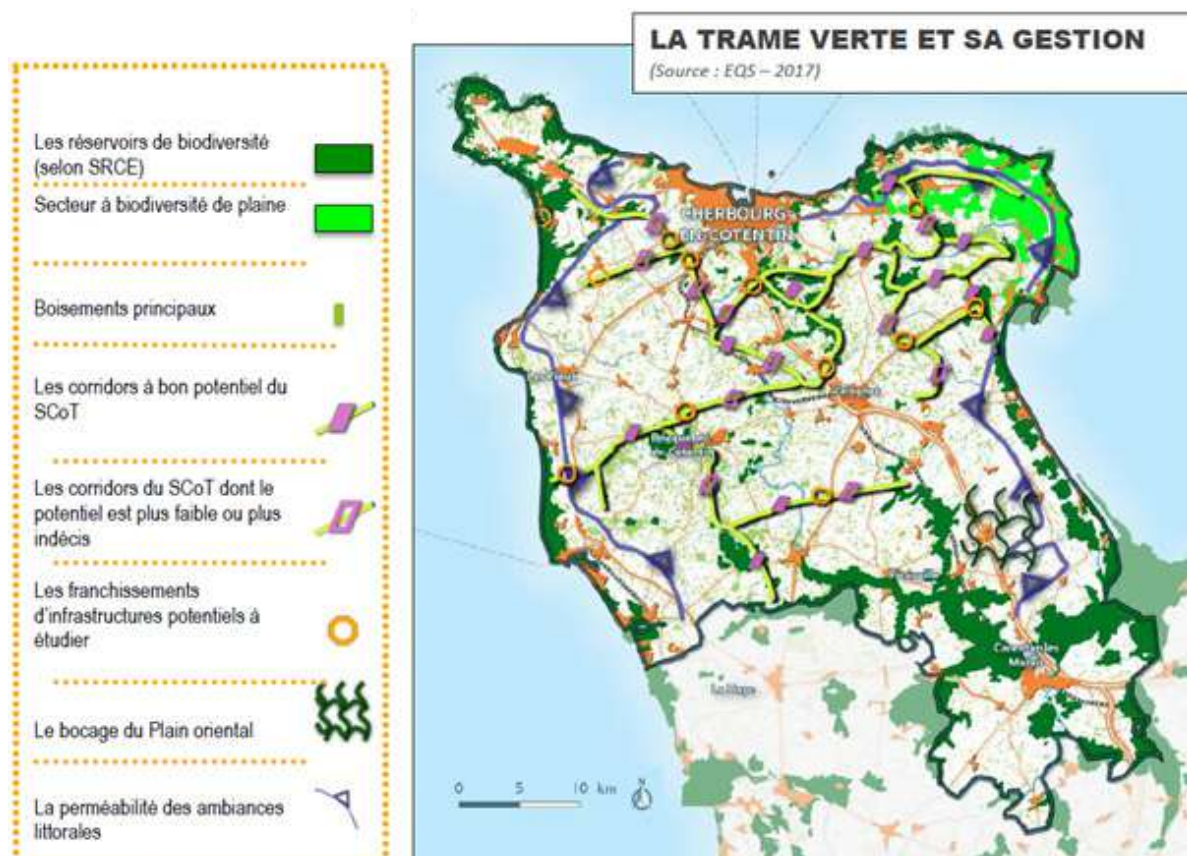 LA TRAME VERTE ET SA GESTION
(Source : EQS – 2017)
Les réservoirs de biodiversité
(selon SRCE)
Secteur à biodiversité de plaine
Boisements principaux
Les corridors à bon potentiel du
SCoT
Les corridors du SCoT dont le
potentiel est plus faible ou plus
indécis
Les franchissements
d'infrastructures potentiels à
étudier
Le bocage du Plain oriental
La perméabilité des ambiances
littorales
CHERBOURG
COTENTIN
La Haye
0 5 10 km
N